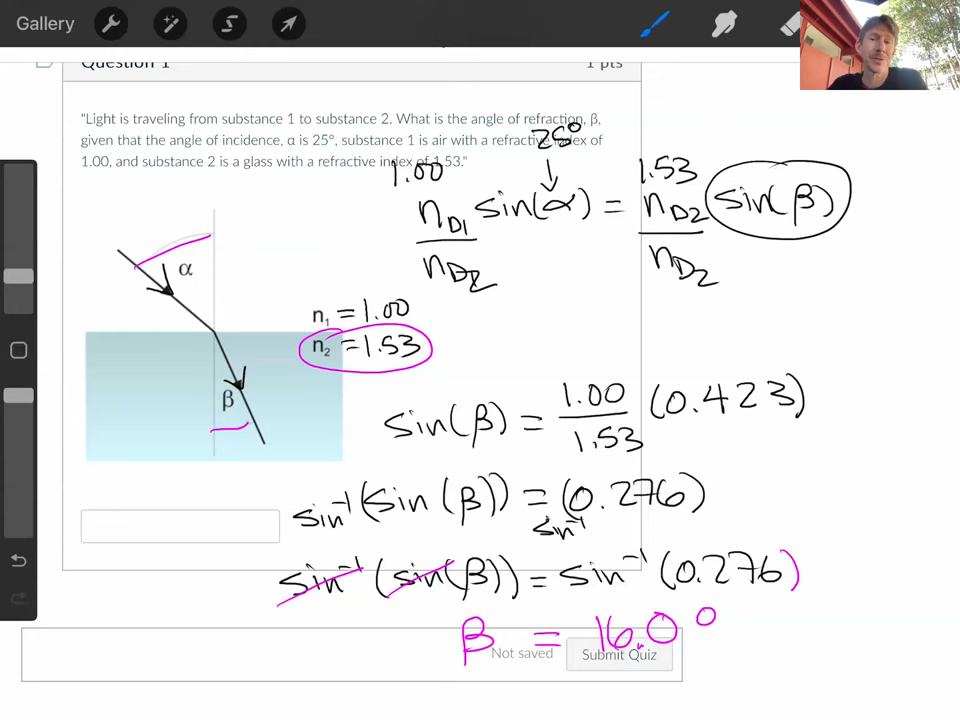 Gallery
Question 1
1 pts
"Light is traveling from substance 1 to substance 2. What is the angle of refraction, β,
given that the angle of incidence, α is 25°, substance 1 is air with a refractive index of
1.00, and substance 2 is a glass with a refractive index of 1.53."
25°
↓
1.00 1.53
n_D1 sin(α) = n_D2 sin(β)
n_D2 n_D2
α
n₁ = 1.00
n₂ = 1.53
β
sin(β) = 1.00/1.53 (0.423)
sin⁻¹(sin(β)) = (0.276)
sin⁻¹
sin⁻¹(sin(β)) = sin⁻¹(0.276)
β = 16.0°
Not saved
Submit Quiz